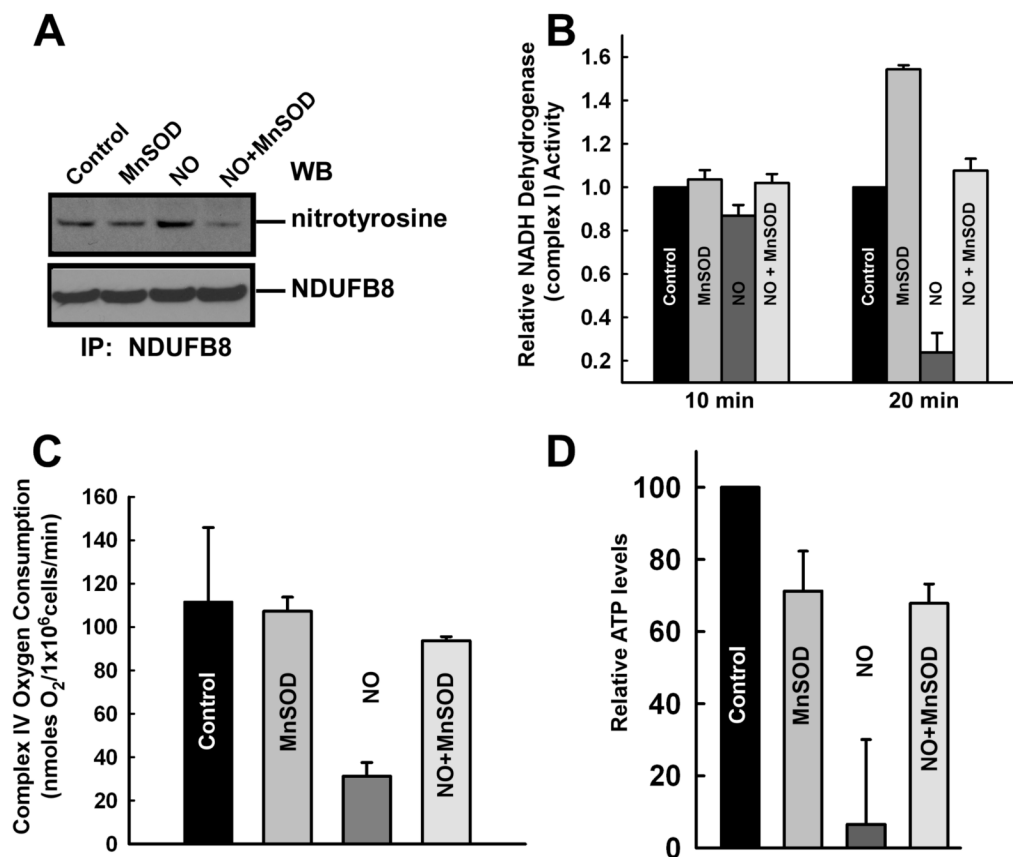 A
Control
MnSOD
NO
NO+MnSOD
WB
nitrotyrosine
NDUFB8
IP: NDUFB8
B
Relative NADH Dehydrogenase
(complex I) Activity
1.6
1.4
1.2
1.0
0.8
0.6
0.4
0.2
Control
MnSOD
NO
NO + MnSOD
Control
MnSOD
NO
NO + MnSOD
10 min
20 min
C
Complex IV Oxygen Consumption
(nmoles O₂/1x10⁶cells/min)
160
140
120
100
80
60
40
20
0
Control
MnSOD
NO
NO+MnSOD
D
Relative ATP levels
100
80
60
40
20
0
Control
MnSOD
NO
NO+MnSOD